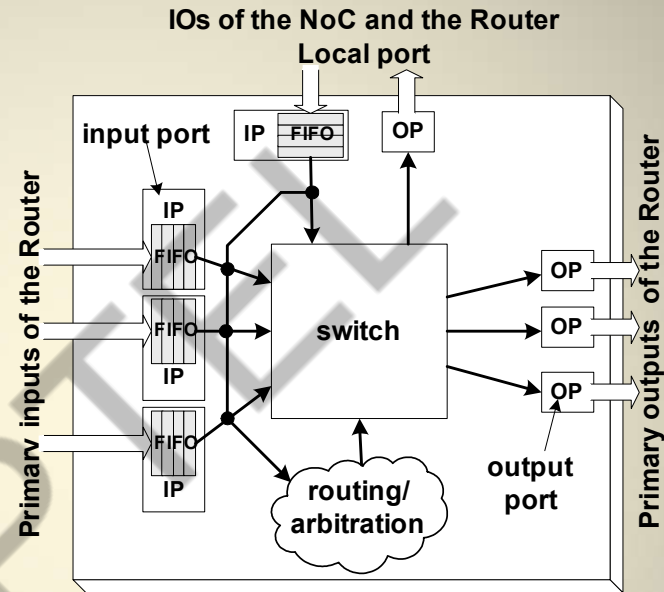 IOs of the NoC and the Router
Local port
input port
IP
FIFO
OP
IP
FIFO
FIFO
IP
FIFO
IP
switch
OP
OP
OP
output
port
routing/
arbitration
Primary inputs of the Router
Primary outputs of the Router
PTEL